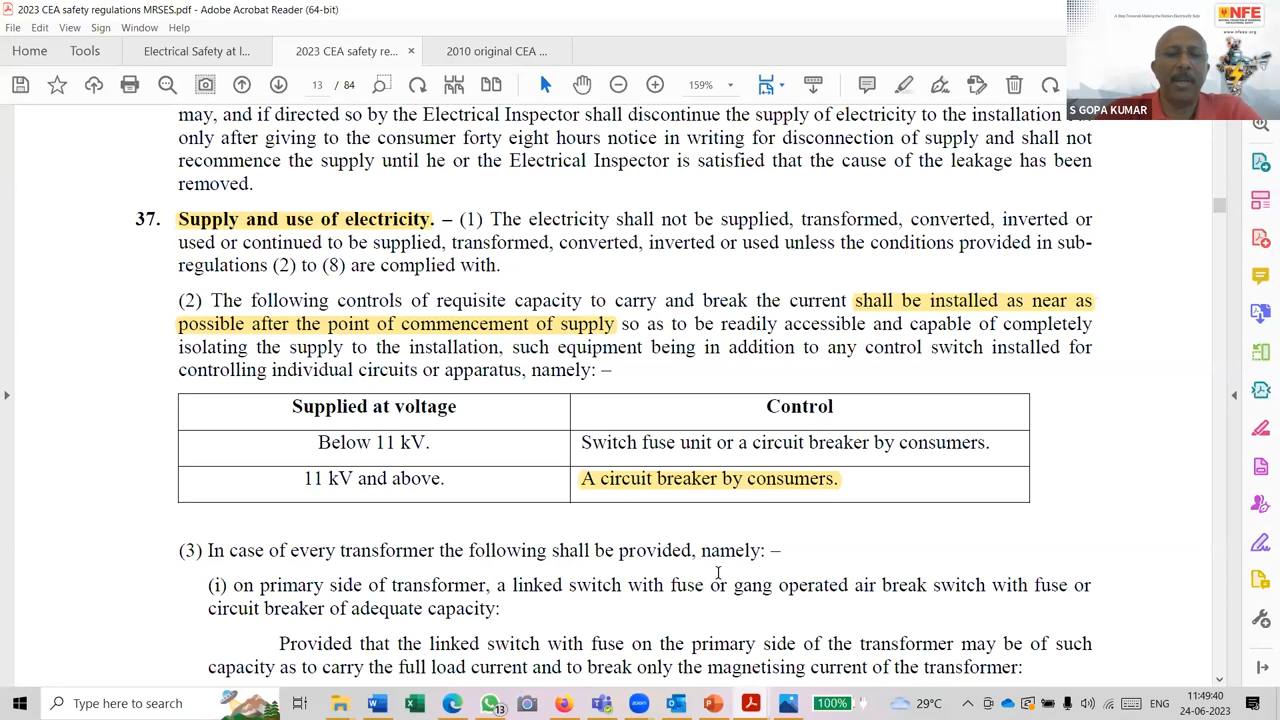 2023 CEA safety regulations MRSES.pdf - Adobe Acrobat Reader (64-bit)
File Edit View Sign Window Help
Home Tools Electrical safety at l... 2023 CEA safety re... × 2010 original
13 / 84 159%
A Step Towards Making the Nation Electrically Safe
NFE
www.nfees.org
S GOPA KUMAR
may, and if directed so by the Electrical Inspector shall discontinue the supply of electricity to the installation
only after giving to the consumer forty eight hours notice in writing for disconnection of supply and shall not
recommence the supply until he or the Electrical Inspector is satisfied that the cause of the leakage has been
removed.
37. Supply and use of electricity. – (1) The electricity shall not be supplied, transformed, converted, inverted or
used or continued to be supplied, transformed, converted, inverted or used unless the conditions provided in sub-
regulations (2) to (8) are complied with.
(2) The following controls of requisite capacity to carry and break the current shall be installed as near as
possible after the point of commencement of supply so as to be readily accessible and capable of completely
isolating the supply to the installation, such equipment being in addition to any control switch installed for
controlling individual circuits or apparatus, namely: –
Supplied at voltage Control
Below 11 kV. Switch fuse unit or a circuit breaker by consumers.
11 kV and above. A circuit breaker by consumers.
(3) In case of every transformer the following shall be provided, namely: –
(i) on primary side of transformer, a linked switch with fuse or gang operated air break switch with fuse or
circuit breaker of adequate capacity:
Provided that the linked switch with fuse on the primary side of the transformer may be of such
capacity as to carry the full load current and to break only the magnetising current of the transformer:
Type here to search
100% 29°C ENG
11:49:40
24-06-2023